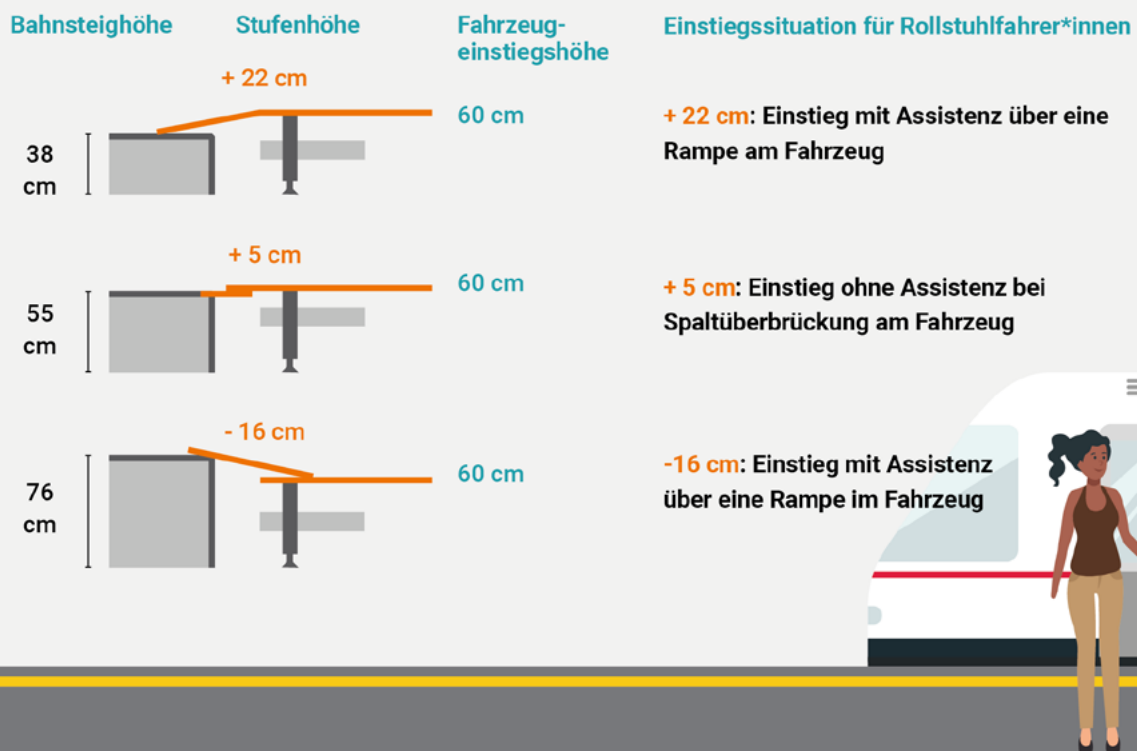 Bahnsteighöhe
Stufenhöhe
Fahrzeug-
einstiegshöhe
Einstiegssituation für Rollstuhlfahrer*innen
+ 22 cm
38
cm
60 cm
+ 22 cm: Einstieg mit Assistenz über eine
Rampe am Fahrzeug
+ 5 cm
55
cm
60 cm
+ 5 cm: Einstieg ohne Assistenz bei
Spaltüberbrückung am Fahrzeug
- 16 cm
76
cm
60 cm
-16 cm: Einstieg mit Assistenz
über eine Rampe im Fahrzeug